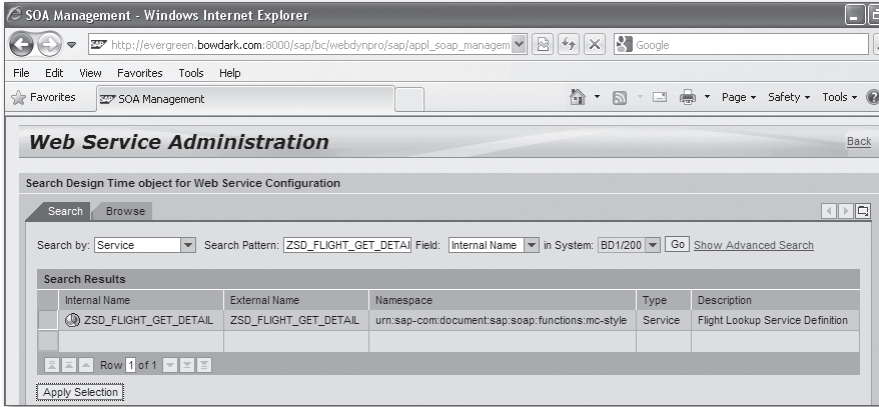 SOA Management - Windows Internet Explorer
SAP http://evergreen.bowdark.com:8000/sap/bc/webdynpro/sap/appl_soap_managem Google
File Edit View Favorites Tools Help
Favorites SAP SOA Management Page Safety Tools
Web Service Administration Back
Search Design Time object for Web Service Configuration
Search Browse
Search by: Service Search Pattern: ZSD_FLIGHT_GET_DETAI Field: Internal Name in System: BD1/200 Go Show Advanced Search
Search Results
Internal Name External Name Namespace Type Description
ZSD_FLIGHT_GET_DETAIL ZSD_FLIGHT_GET_DETAIL urn:sap-com:document:sap:soap:functions:mc-style Service Flight Lookup Service Definition
Row 1 of 1
Apply Selection